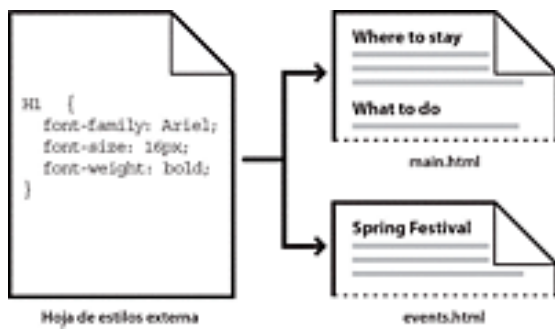 H1 {
font-family: Ariel;
font-size: 16px;
font-weight: bold;
}
Hoja de estilos externa
Where to stay
What to do
main.html
Spring Festival
events.html